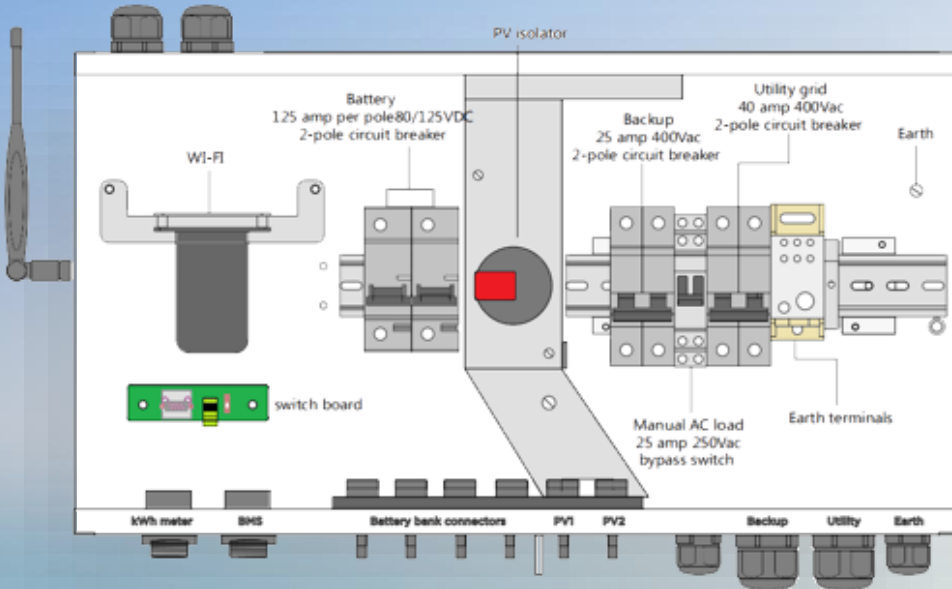 PV isolator
Battery
125 amp per pole80/125VDC
2-pole circuit breaker
Utility grid
40 amp 400Vac
2-pole circuit breaker
Backup
25 amp 400Vac
2-pole circuit breaker
Earth
WI-FI
switch board
Manual AC load
25 amp 250Vac
bypass switch
Earth terminals
kWh meter
BMS
Battery bank connectors
PV1
PV2
Backup
Utility
Earth